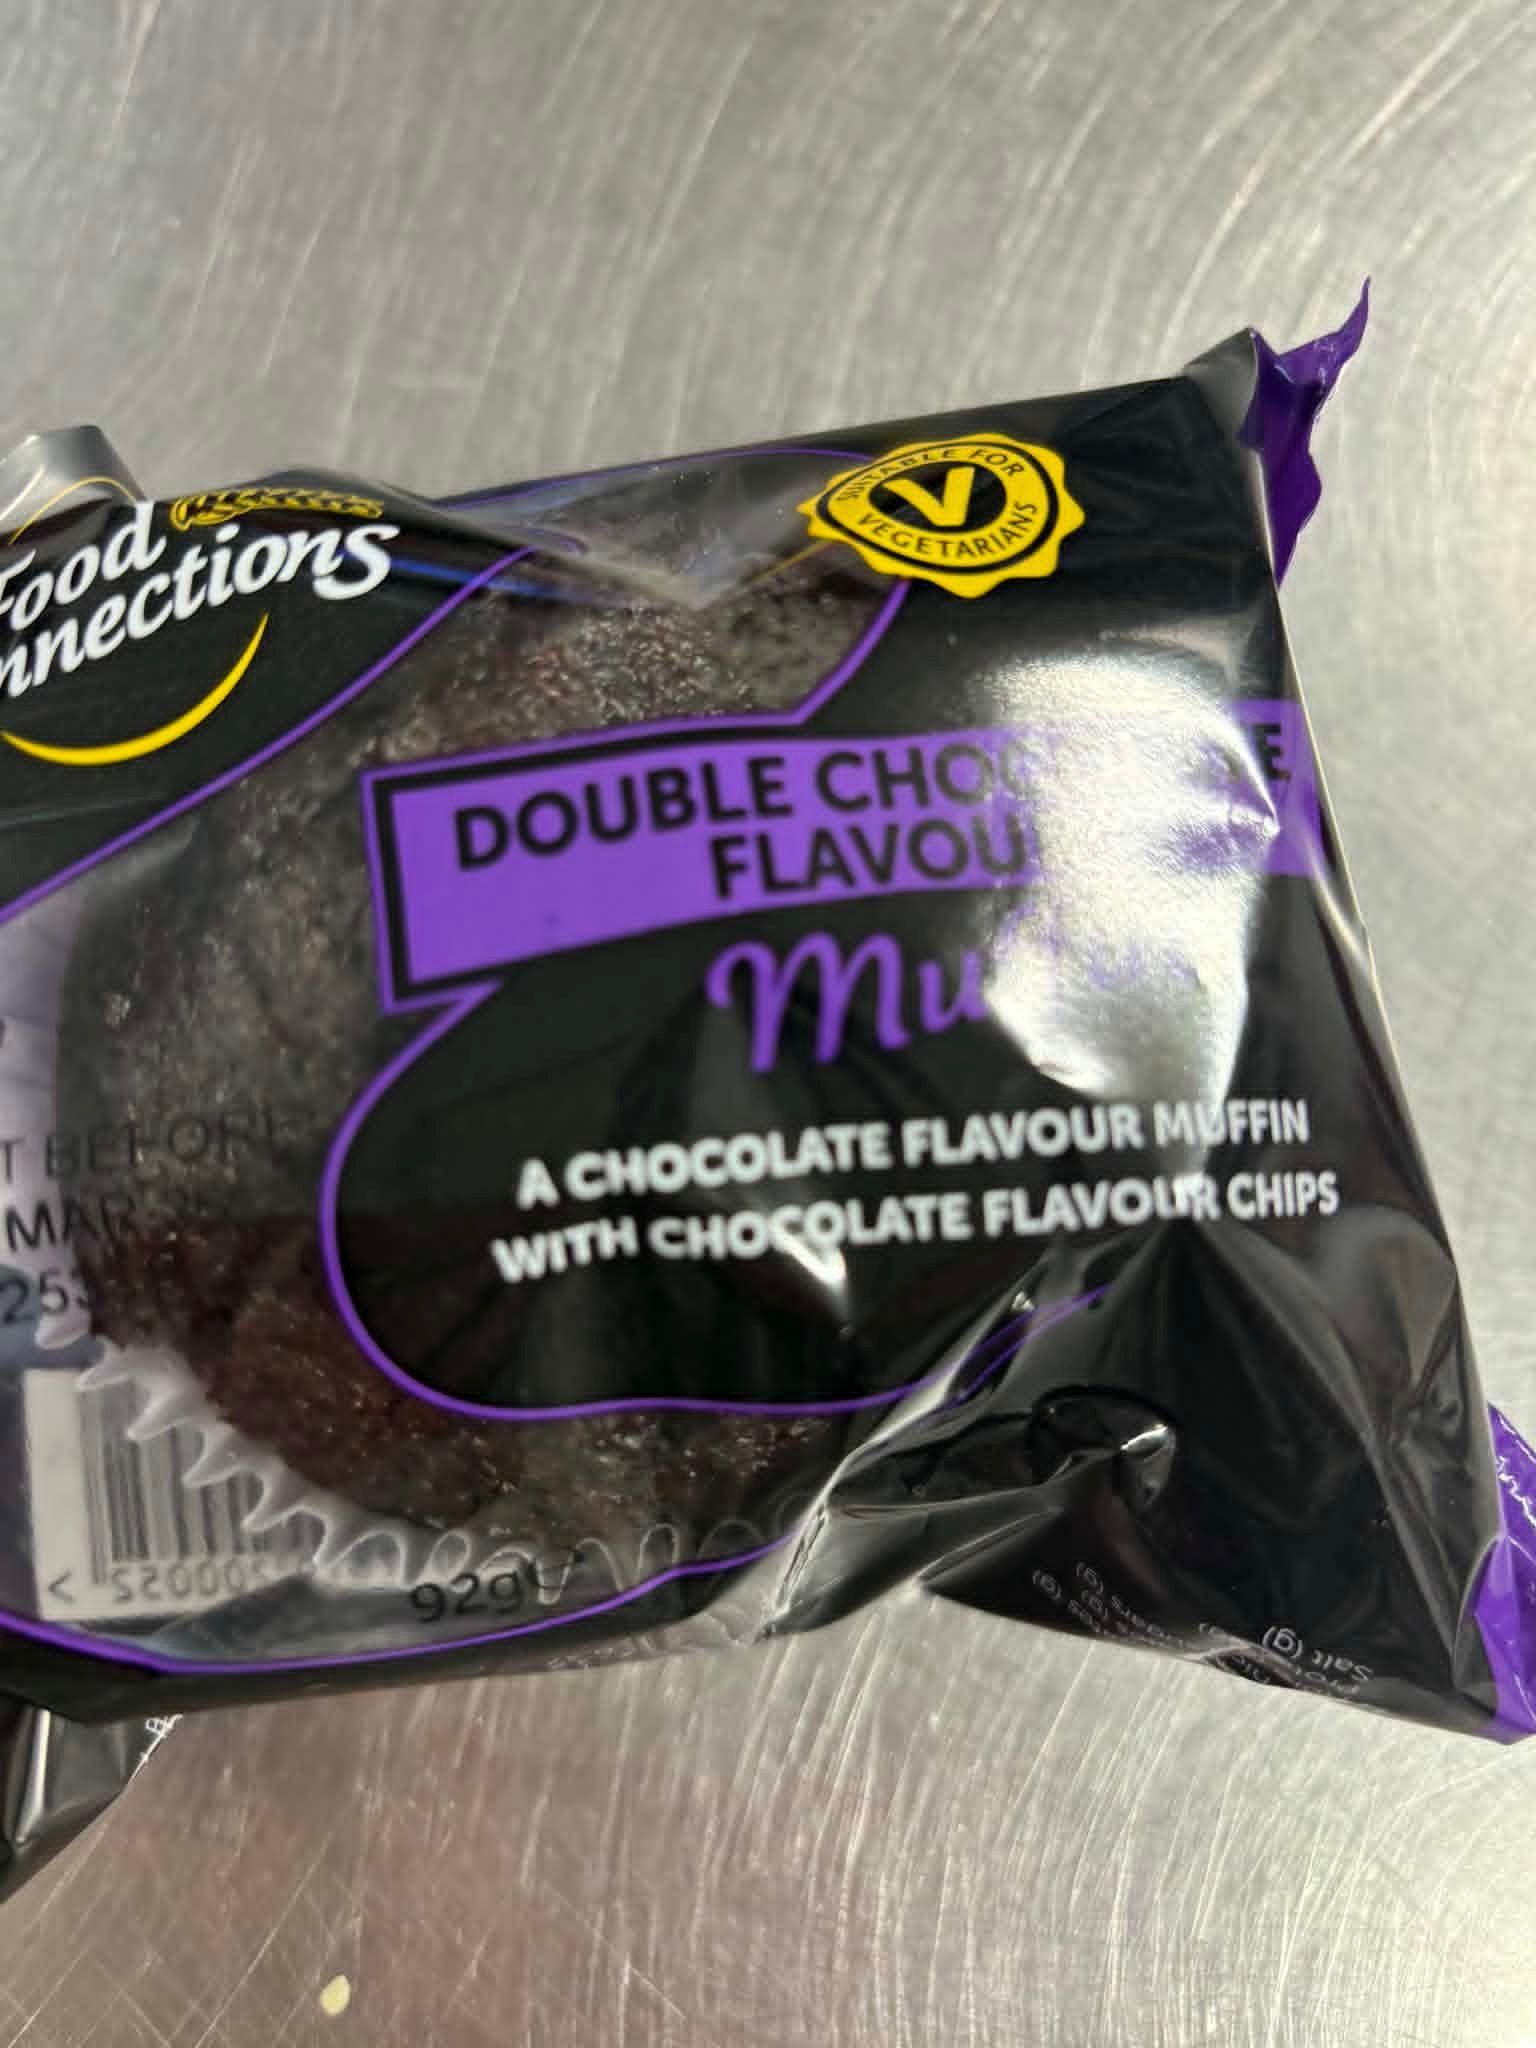 Food
nnections
SUITABLE FOR
V
VEGETARIANS
DOUBLE CHOC E
FLAVOU
Mu
A CHOCOLATE FLAVOUR MUFFIN
WITH CHOCOLATE FLAVOUR CHIPS
T BEFORE
MAR
253
92g
Salt (g)